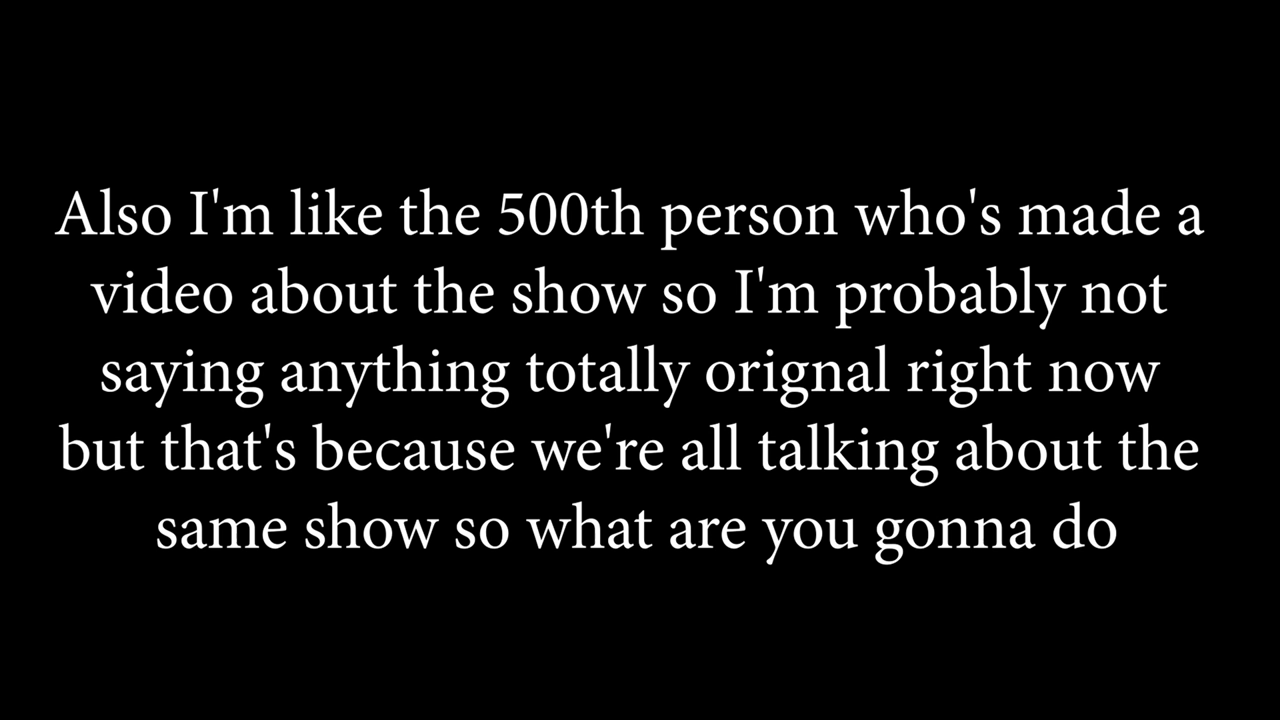 Also I'm like the 500th person who's made a
video about the show so I'm probably not
saying anything totally orignal right now
but that's because we're all talking about the
same show so what are you gonna do